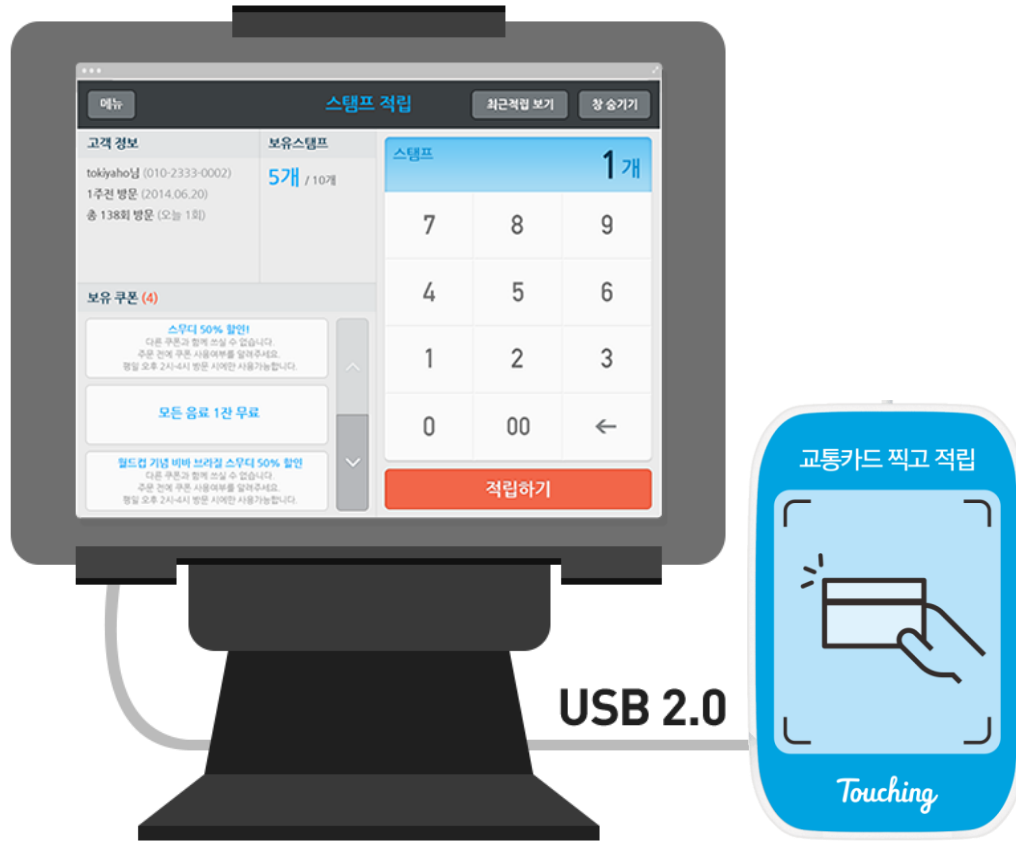 메뉴
스탬프 적립
최근적립 보기
창 숨기기
고객 정보
보유스탬프
tokiyaho님 (010-2333-0002)
1주전 방문 (2014.06.20)
총 138회 방문 (오늘 1회)
5개 / 10개
보유 쿠폰 (4)
스무디 50% 할인!
다른 쿠폰과 함께 쓰실 수 없습니다.
주문 전에 쿠폰 사용여부를 알려주세요.
평일 오후 2시-4시 방문 시에만 사용가능합니다.
모든 음료 1잔 무료
월드컵 기념 비바 브라질 스무디 50% 할인
다른 쿠폰과 함께 쓰실 수 없습니다.
주문 전에 쿠폰 사용여부를 알려주세요.
평일 오후 2시-4시 방문 시에만 사용가능합니다.
스탬프
1 개
7 8 9
4 5 6
1 2 3
0 00 ←
적립하기
USB 2.0
교통카드 찍고 적립
Touching